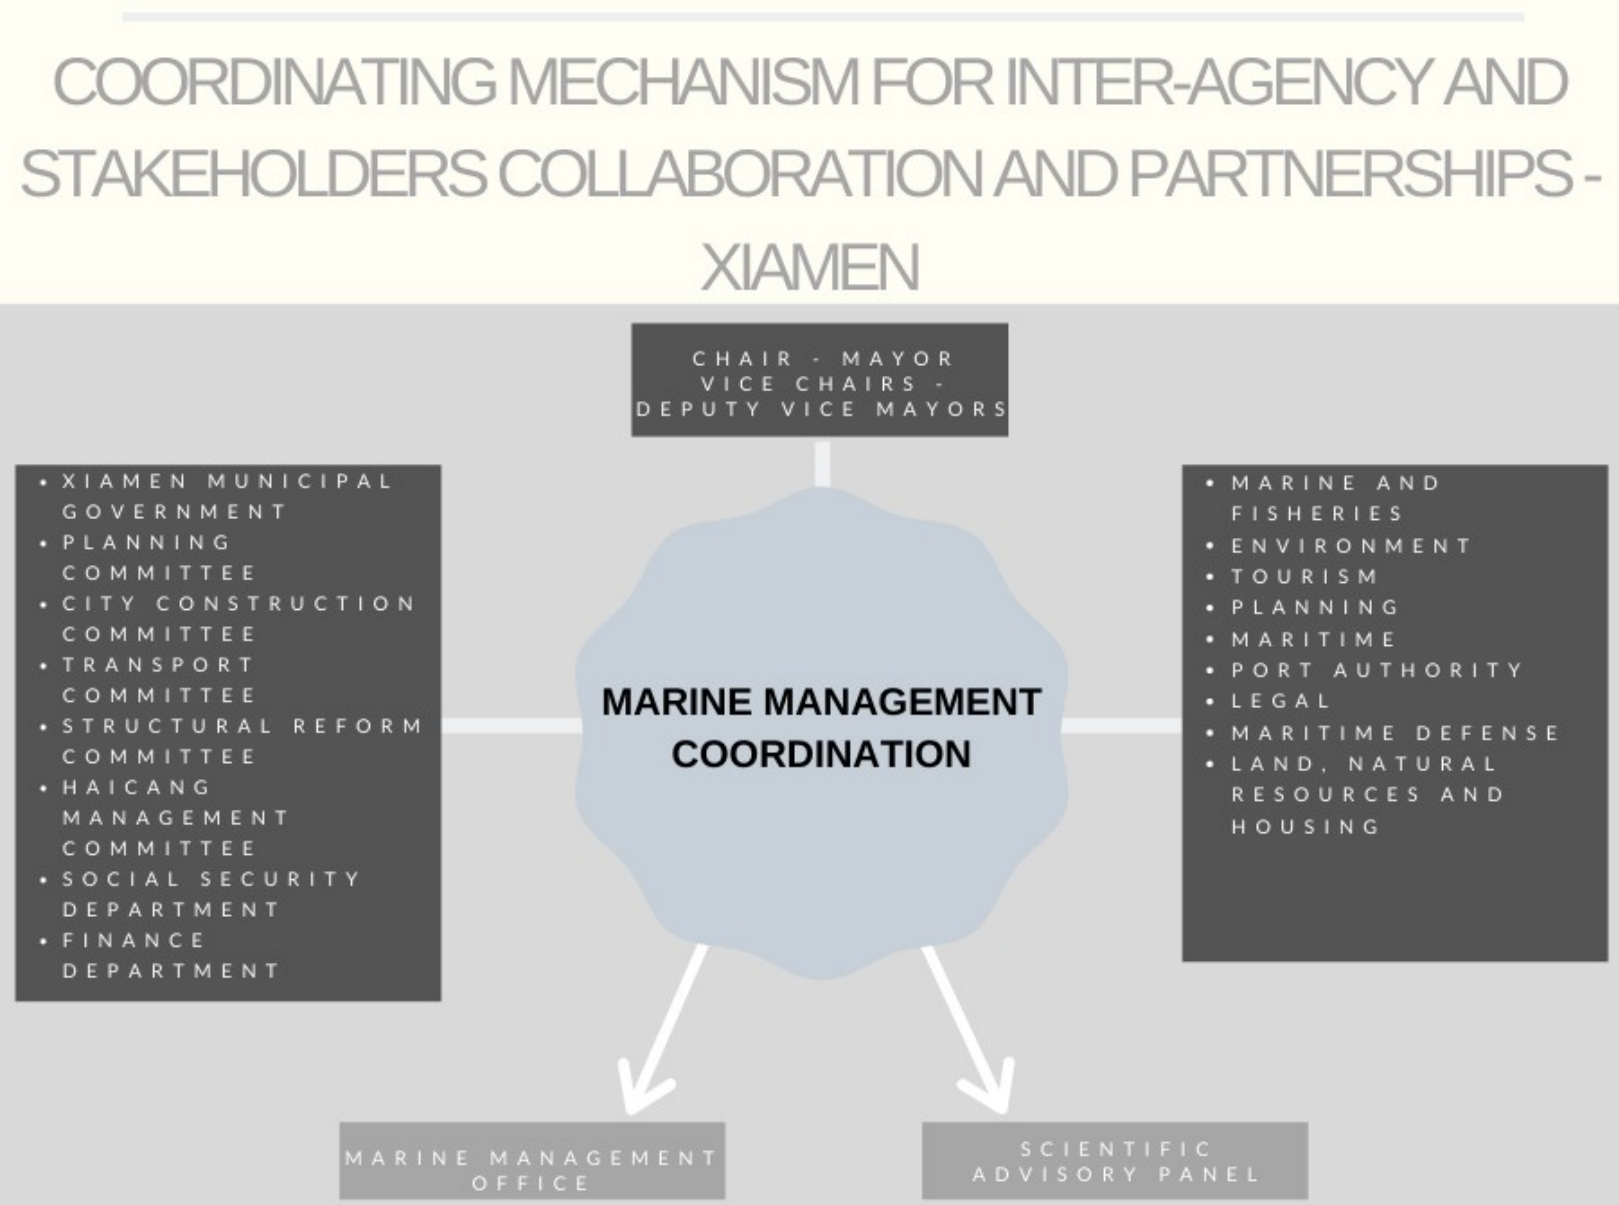 COORDINATING MECHANISM FOR INTER-AGENCY AND
STAKEHOLDERS COLLABORATION AND PARTNERSHIPS -
XIAMEN
CHAIR - MAYOR
VICE CHAIRS -
DEPUTY VICE MAYORS
• XIAMEN MUNICIPAL
GOVERNMENT
• PLANNING
COMMITTEE
• CITY CONSTRUCTION
COMMITTEE
• TRANSPORT
COMMITTEE
• STRUCTURAL REFORM
COMMITTEE
• HAICANG
MANAGEMENT
COMMITTEE
• SOCIAL SECURITY
DEPARTMENT
• FINANCE
DEPARTMENT
MARINE MANAGEMENT
COORDINATION
• MARINE AND
FISHERIES
• ENVIRONMENT
• TOURISM
• PLANNING
• MARITIME
• PORT AUTHORITY
• LEGAL
• MARITIME DEFENSE
• LAND, NATURAL
RESOURCES AND
HOUSING
MARINE MANAGEMENT
OFFICE
SCIENTIFIC
ADVISORY PANEL